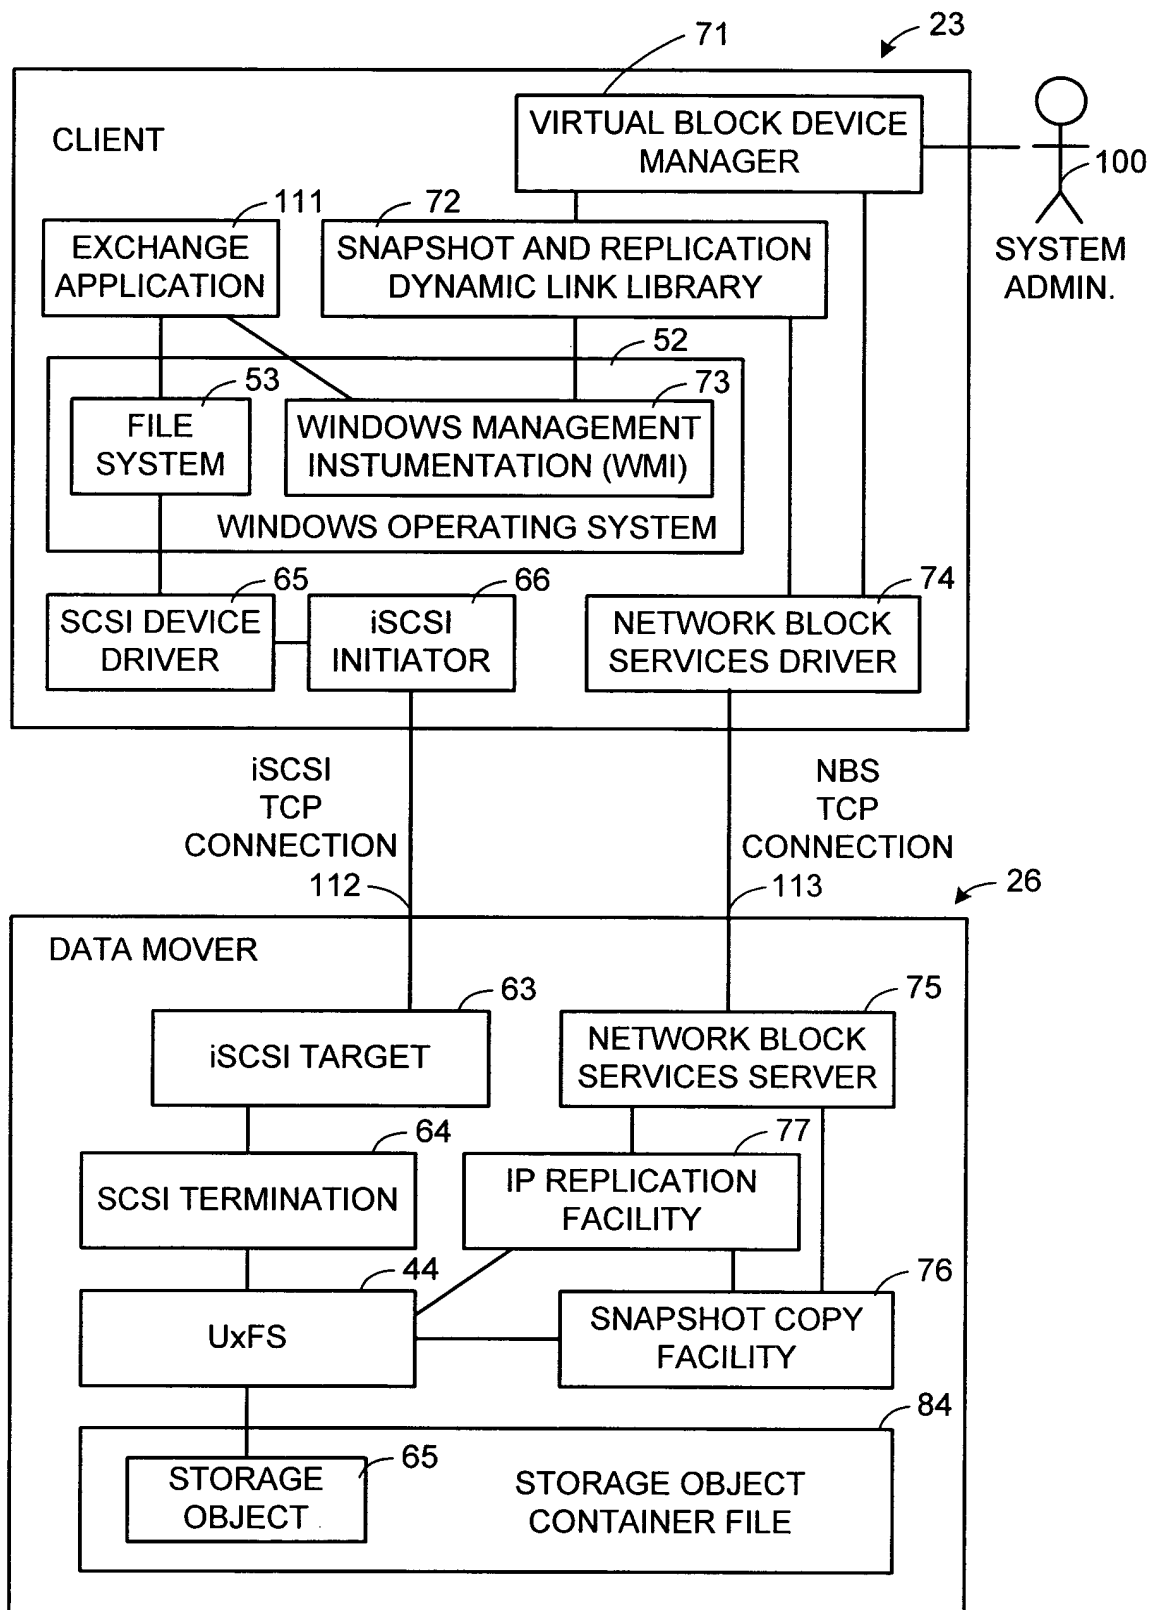 71
23
CLIENT
VIRTUAL BLOCK DEVICE
MANAGER
100
SYSTEM
ADMIN.
111
EXCHANGE
APPLICATION
72
SNAPSHOT AND REPLICATION
DYNAMIC LINK LIBRARY
52
53
FILE
SYSTEM
73
WINDOWS MANAGEMENT
INSTUMENTATION (WMI)
WINDOWS OPERATING SYSTEM
65
SCSI DEVICE
DRIVER
66
iSCSI
INITIATOR
74
NETWORK BLOCK
SERVICES DRIVER
iSCSI
TCP
CONNECTION
112
NBS
TCP
CONNECTION
113
26
DATA MOVER
63
iSCSI TARGET
75
NETWORK BLOCK
SERVICES SERVER
64
SCSI TERMINATION
77
IP REPLICATION
FACILITY
44
UxFS
76
SNAPSHOT COPY
FACILITY
84
65
STORAGE
OBJECT
STORAGE OBJECT
CONTAINER FILE